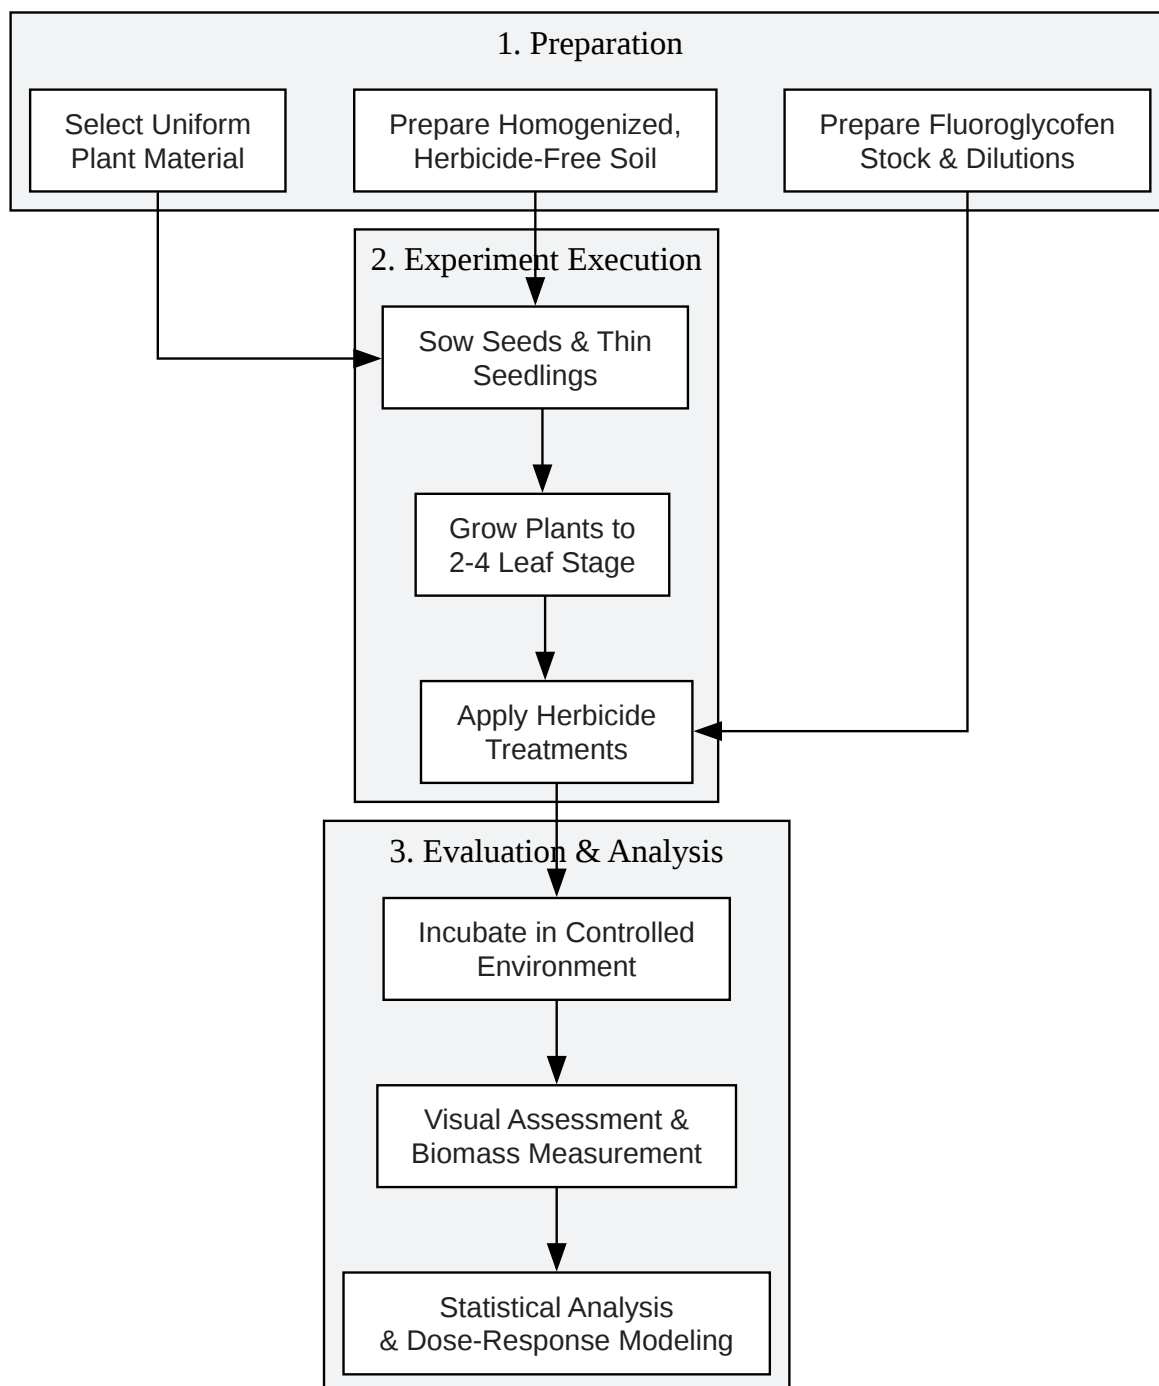 1. Preparation
Select Uniform
Plant Material
Prepare Homogenized,
Herbicide-Free Soil
Prepare Fluoroglycofen
Stock & Dilutions
2. Experiment Execution
Sow Seeds & Thin
Seedlings
Grow Plants to
2-4 Leaf Stage
Apply Herbicide
Treatments
3. Evaluation & Analysis
Incubate in Controlled
Environment
Visual Assessment &
Biomass Measurement
Statistical Analysis
& Dose-Response Modeling